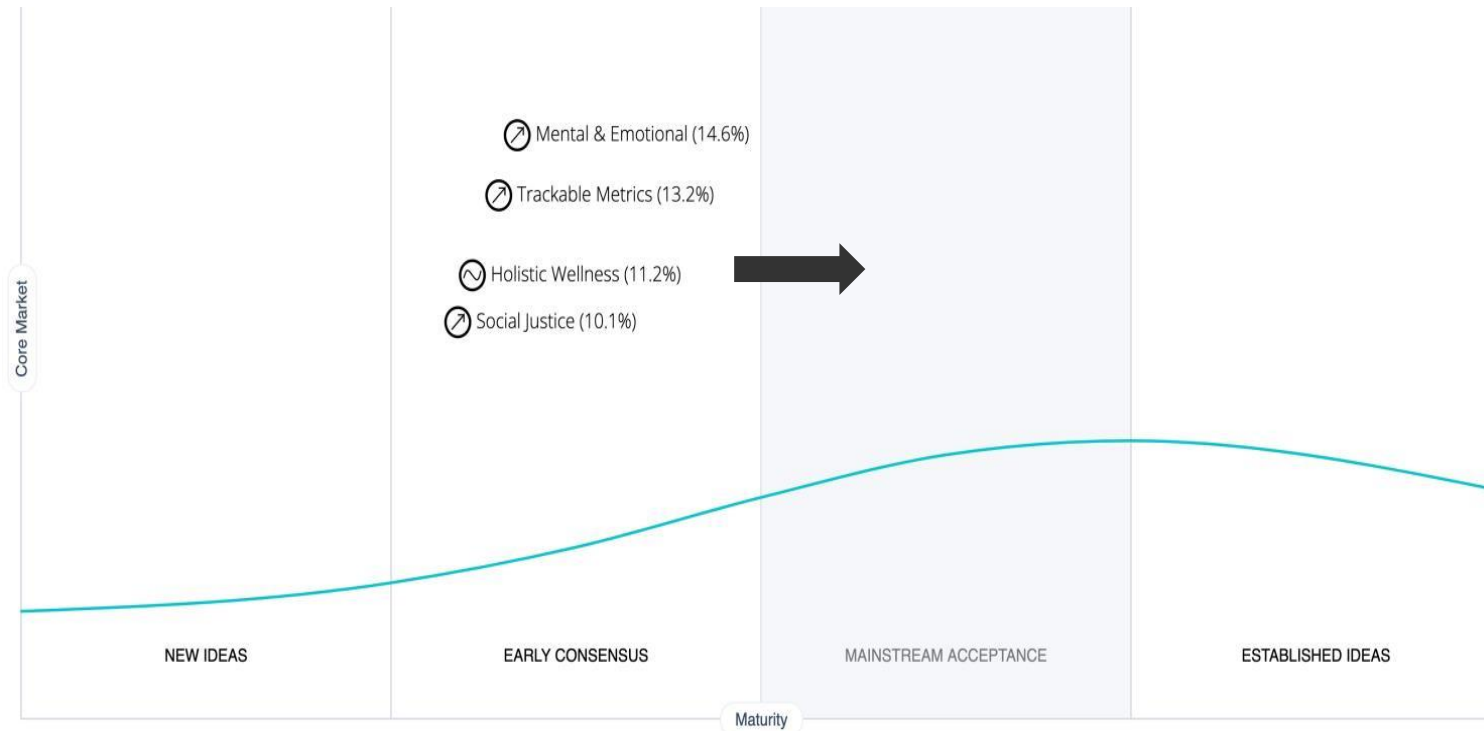 Mental & Emotional (14.6%)
Trackable Metrics (13.2%)
Holistic Wellness (11.2%)
Social Justice (10.1%)
Core Market
NEW IDEAS
EARLY CONSENSUS
MAINSTREAM ACCEPTANCE
ESTABLISHED IDEAS
Maturity